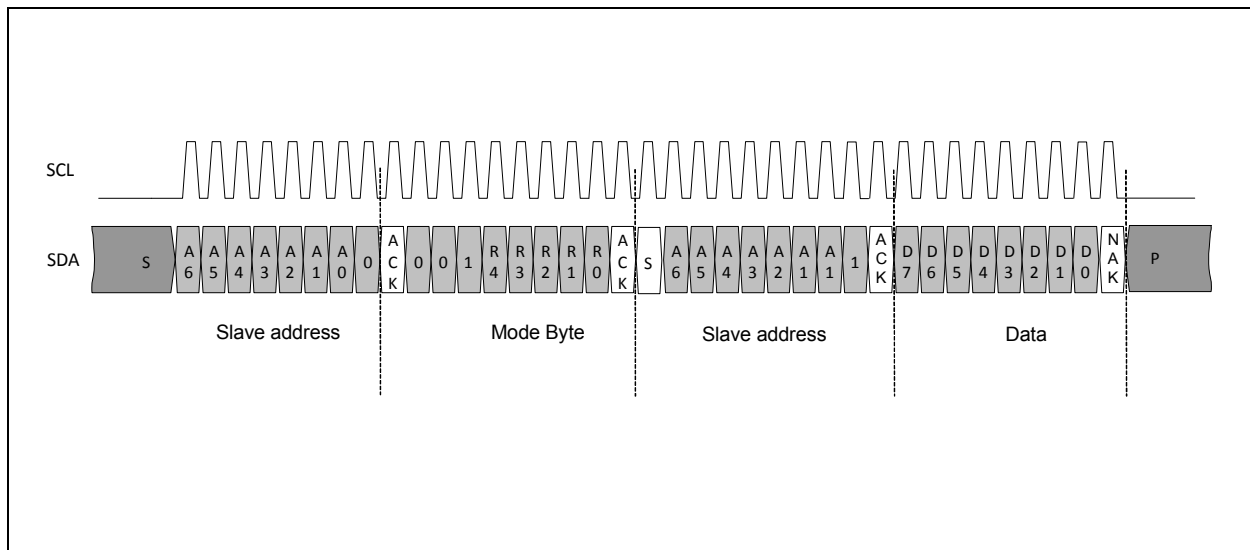 SCL
SDA S A6 A5 A4 A3 A2 A1 A0 0 ACK 0 0 1 R4 R3 R2 R1 R0 ACK S A6 A5 A4 A3 A2 A1 A1 1 ACK D7 D6 D5 D4 D3 D2 D1 D0 NAK P
Slave address Mode Byte Slave address Data